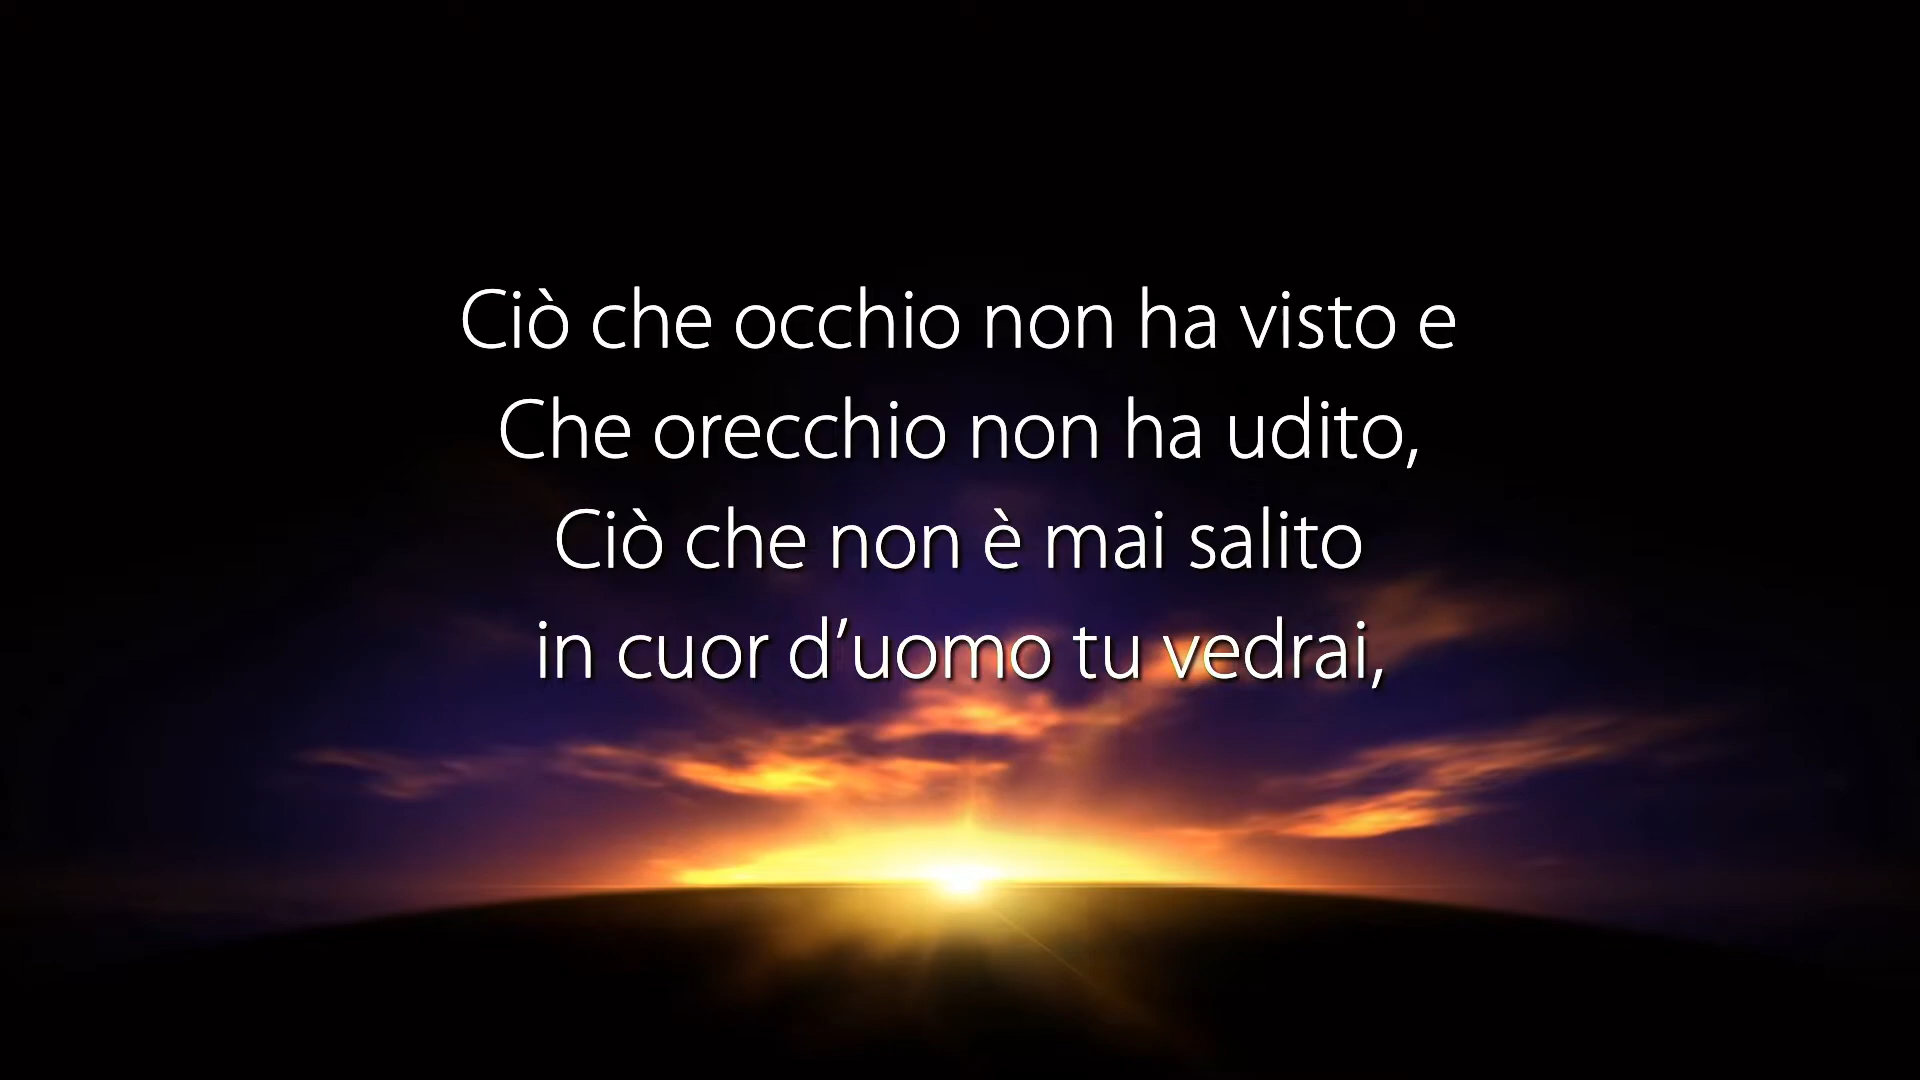 Ciò che occhio non ha visto e
Che orecchio non ha udito,
Ciò che non è mai salito
in cuor d’uomo tu vedrai,